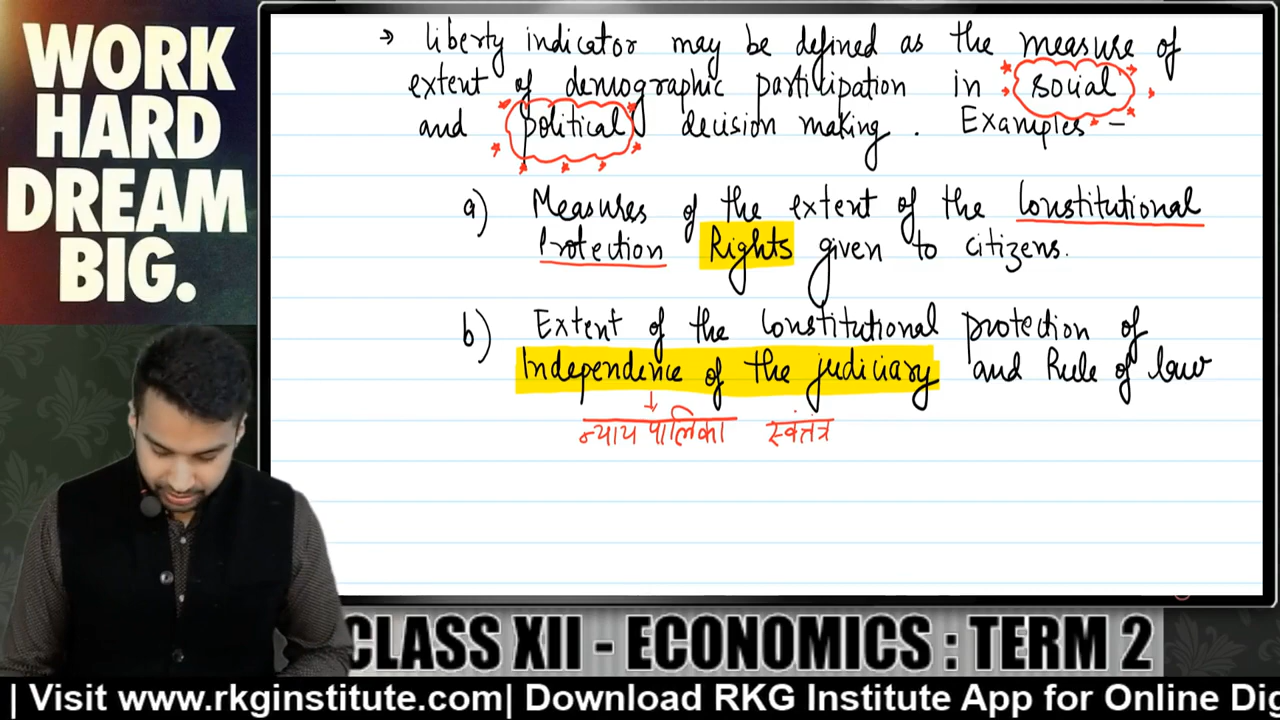 WORK
HARD
DREAM
BIG.
→ Liberty indicator may be defined as the measure of
extent of demographic participation in social
and political decision making. Examples –
a) Measures of the extent of the Constitutional
Protection Rights given to citizens.
b) Extent of the Constitutional protection of
Independence of the judiciary and Rule of law
↓
न्यायपालिका स्वतंत्र
CLASS XII - ECONOMICS : TERM 2
| Visit www.rkginstitute.com| Download RKG Institute App for Online Dig